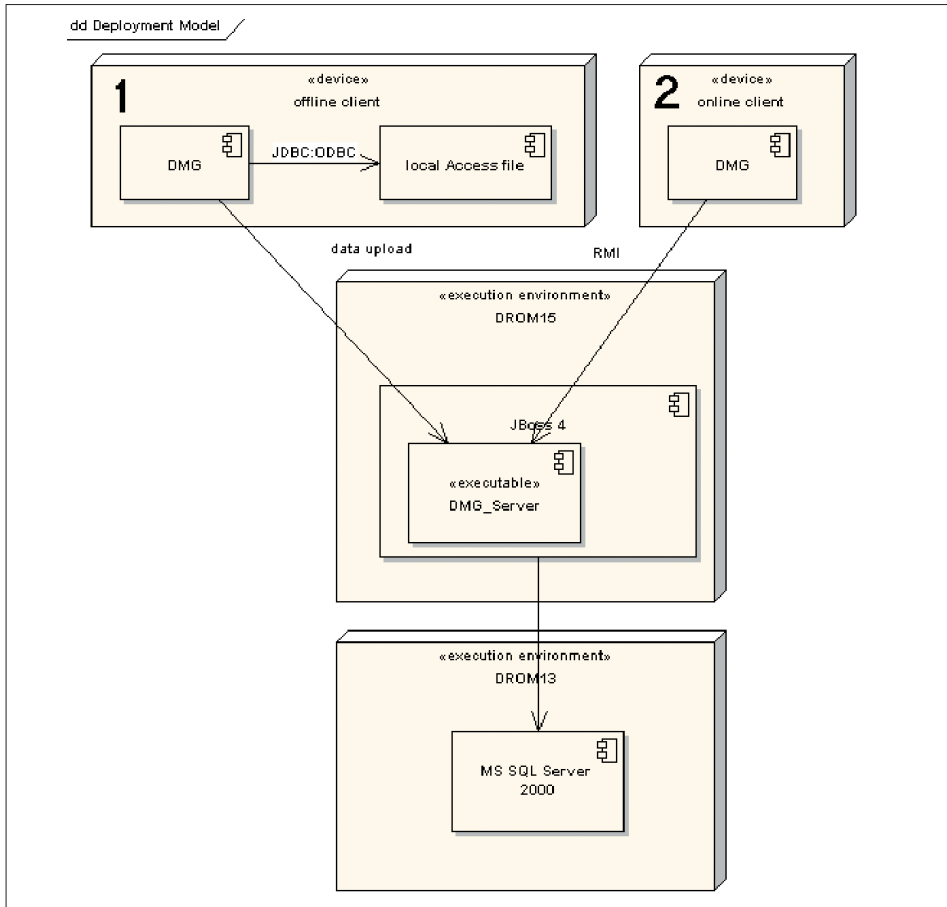 dd Deployment Model
1
«device»
offline client
DMG
JDBC:ODBC
local Access file
2
«device»
online client
DMG
data upload
RMI
«execution environment»
DROM15
JBoss 4
«executable»
DMG_Server
«execution environment»
DROM13
MS SQL Server
2000